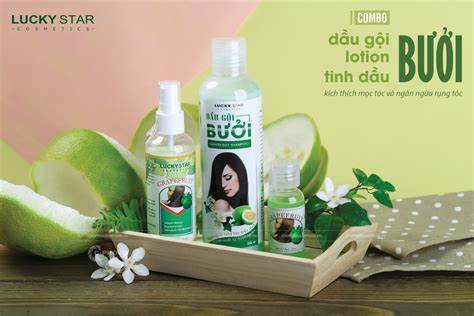 LUCKY STAR
COSMETICS
COMBO
dầu gội
lotion
tinh dầu
BƯỞI
kích thích mọc tóc và ngăn ngừa rụng tóc
LUCKY STAR
DẦU GỘI
BƯỞI
GRAPEFRUIT SHAMPOO
LUCKY STAR
GRAPEFRUIT
GRAPEFRUIT